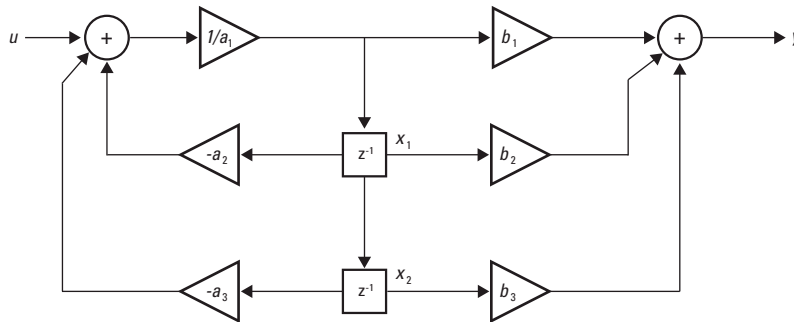 u + 1/a₁ b₁ + y
-a₂ z⁻¹ x₁ b₂
-a₃ z⁻¹ x₂ b₃